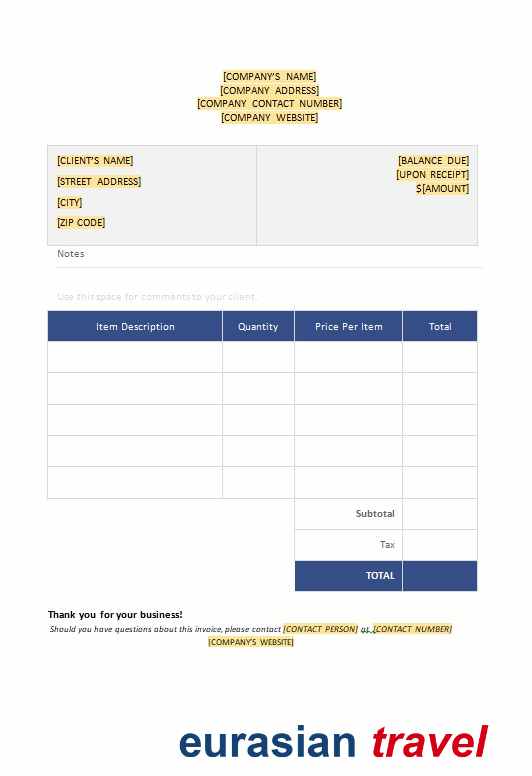 [COMPANY'S NAME]
[COMPANY ADDRESS]
[COMPANY CONTACT NUMBER]
[COMPANY WEBSITE]
[CLIENT'S NAME]
[STREET ADDRESS]
[CITY]
[ZIP CODE]
[BALANCE DUE]
[UPON RECEIPT]
$[AMOUNT]
Notes
Use this space for comments to your client.
Item Description Quantity Price Per Item Total
Subtotal
Tax
TOTAL
Thank you for your business!
Should you have questions about this invoice, please contact [CONTACT PERSON] at [CONTACT NUMBER]
[COMPANY'S WEBSITE]
eurasian travel